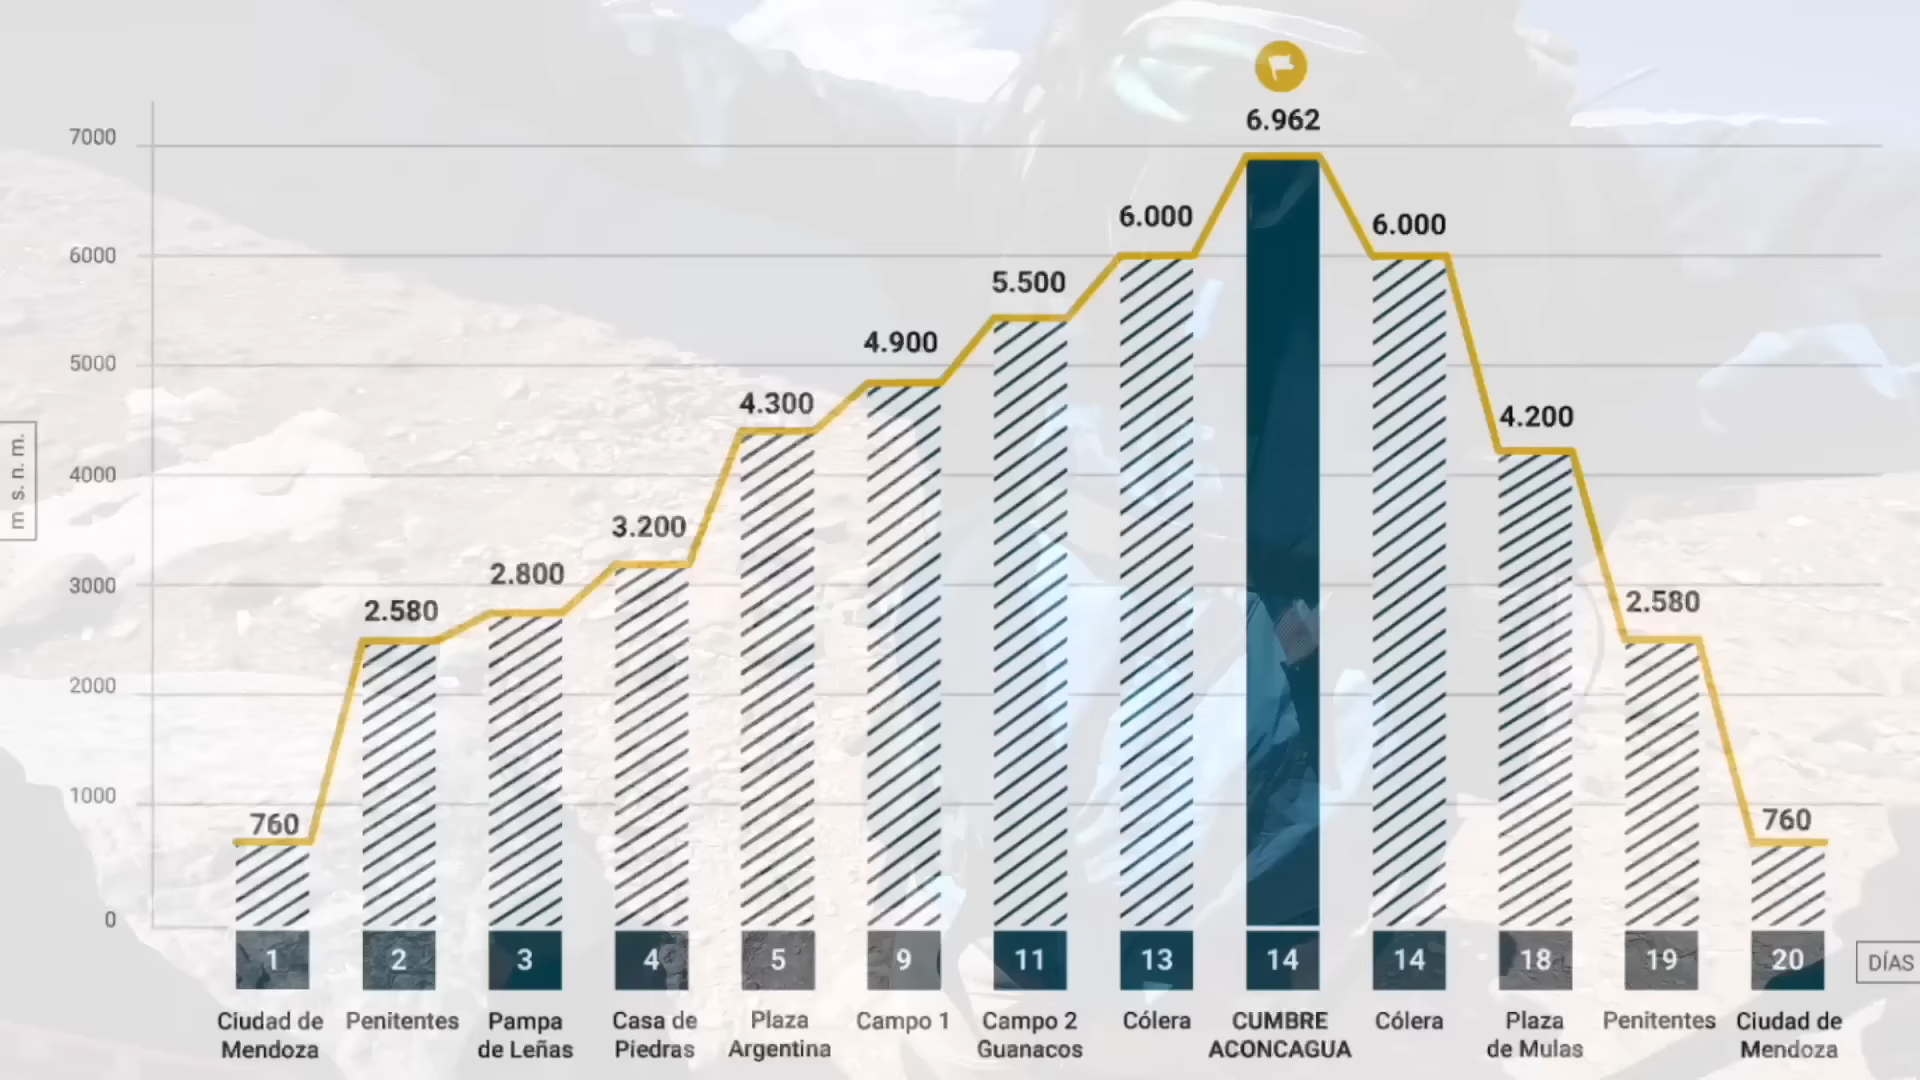 6.962
7000
6.000
6.000
6000
5.500
4.900
5000
4.300
4.200
4000
m s. n. m.
3.200
2.800
2.580
2.580
3000
2000
1000
760
760
0
1 2 3 4 5 9 11 13 14 14 18 19 20
DÍAS
Ciudad de
Mendoza
Penitentes
Pampa
de Leñas
Casa de
Piedras
Plaza
Argentina
Campo 1
Campo 2
Guanacos
Cólera
CUMBRE
ACONCAGUA
Cólera
Plaza
de Mulas
Penitentes
Ciudad de
Mendoza